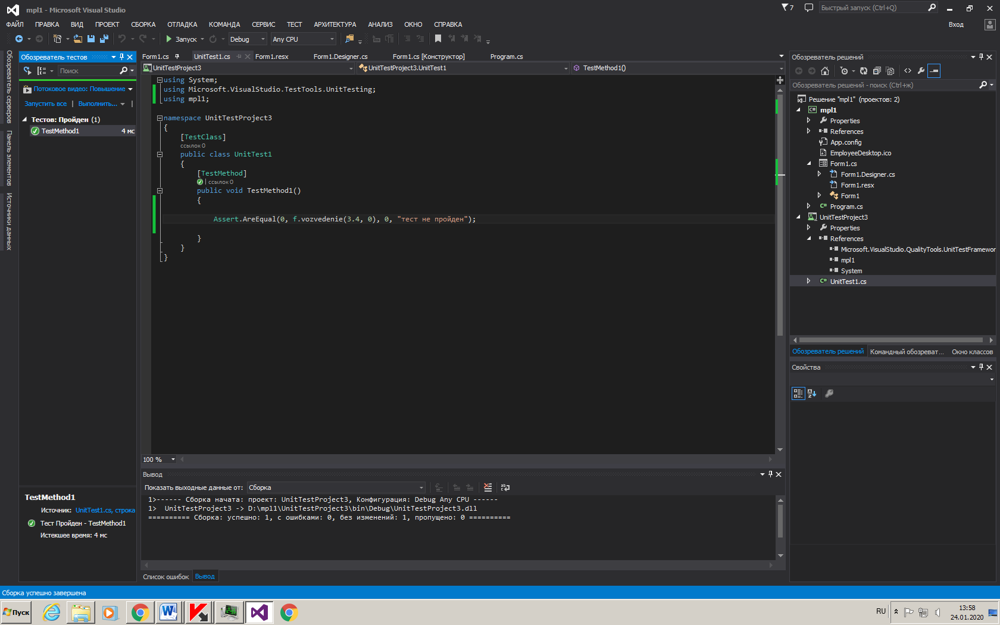 mpl1 - Microsoft Visual Studio
7
Быстрый запуск (Ctrl+Q)
ФАЙЛ ПРАВКА ВИД ПРОЕКТ СБОРКА ОТЛАДКА КОМАНДА СЕРВИС ТЕСТ АРХИТЕКТУРА АНАЛИЗ ОКНО СПРАВКА
Вход
Запуск Debug Any CPU
Обозреватель серверов
Панель элементов
Источники данных
Обозреватель тестов
Поиск
Потоковое видео: Повышение
Запустить все | Выполнить... |
Тестов: Пройден (1)
TestMethod1 4 мс
TestMethod1
Источник: UnitTest1.cs, строка
Тест Пройден - TestMethod1
Истекшее время: 4 мс
Form1.cs UnitTest1.cs Form1.resx Form1.Designer.cs Form1.cs [Конструктор] Program.cs
UnitTestProject3 UnitTestProject3.UnitTest1 TestMethod1()
using System;
using Microsoft.VisualStudio.TestTools.UnitTesting;
using mpl1;
namespace UnitTestProject3
{
[TestClass]
ссылок 0
public class UnitTest1
{
[TestMethod]
| ссылок 0
public void TestMethod1()
{
Assert.AreEqual(0, f.vozvedenie(3.4, 0), 0, "тест не пройден");
}
}
}
100 %
Вывод
Показать выходные данные от: Сборка
1>------ Сборка начата: проект: UnitTestProject3, Конфигурация: Debug Any CPU ------
1>  UnitTestProject3 -> D:\mpl1\UnitTestProject3\bin\Debug\UnitTestProject3.dll
========== Сборка: успешно: 1, с ошибками: 0, без изменений: 1, пропущено: 0 ==========
Список ошибок Вывод
Обозреватель решений
Обозреватель решений - поиск (Ctrl+ж)
Решение "mpl1" (проектов: 2)
mpl1
Properties
References
App.config
EmployeeDesktop.ico
Form1.cs
Form1.Designer.cs
Form1.resx
Form1
Program.cs
UnitTestProject3
Properties
References
Microsoft.VisualStudio.QualityTools.UnitTestFramewor
mpl1
System
UnitTest1.cs
Обозреватель решений Командный обозреват... Окно классов
Свойства
Сборка успешно завершена
Пуск
RU
13:58
24.01.2020